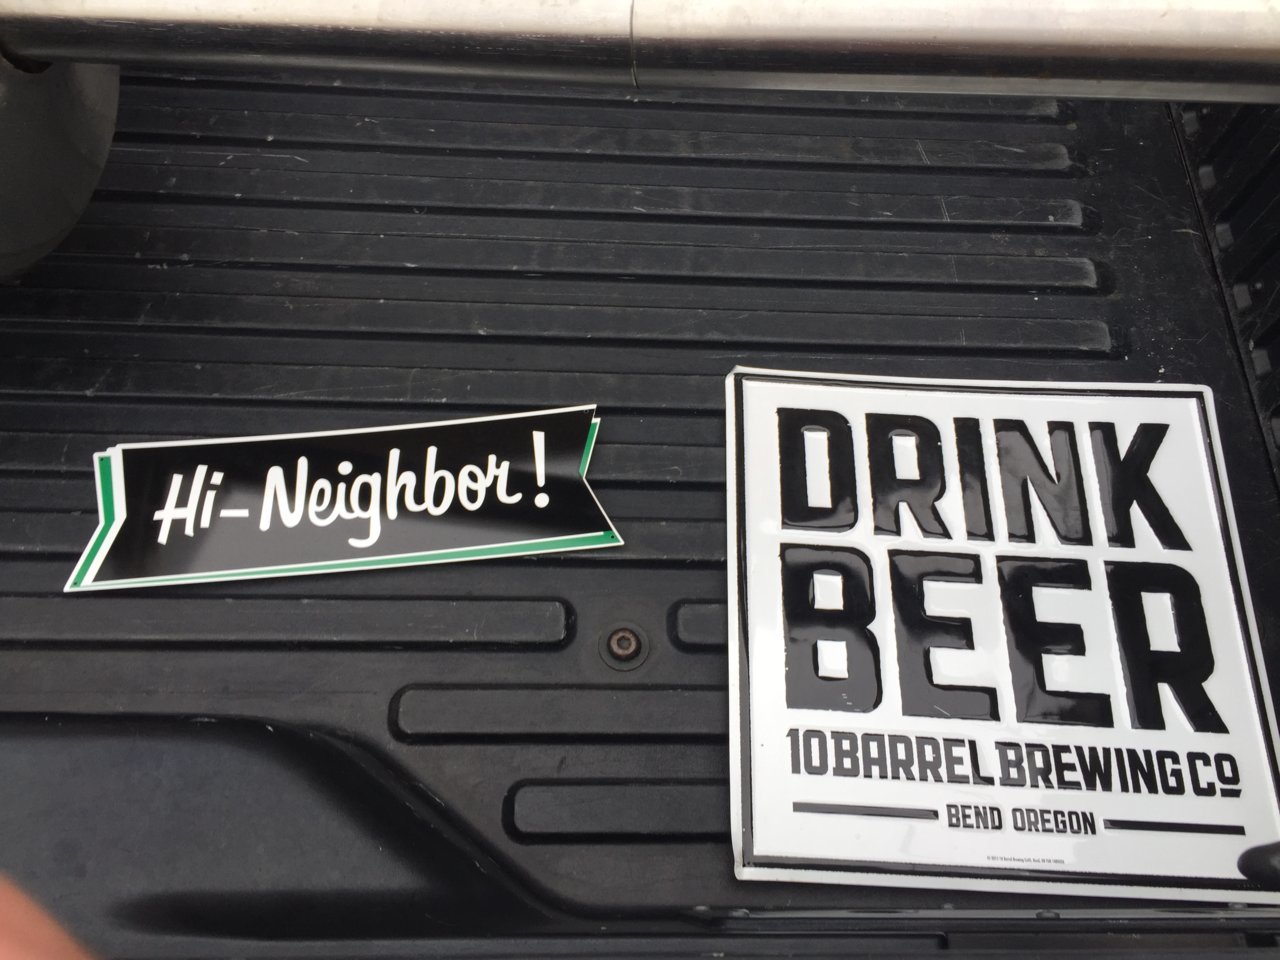 Hi-Neighbor!
DRINK
BEER
10 BARREL BREWING CO
BEND OREGON